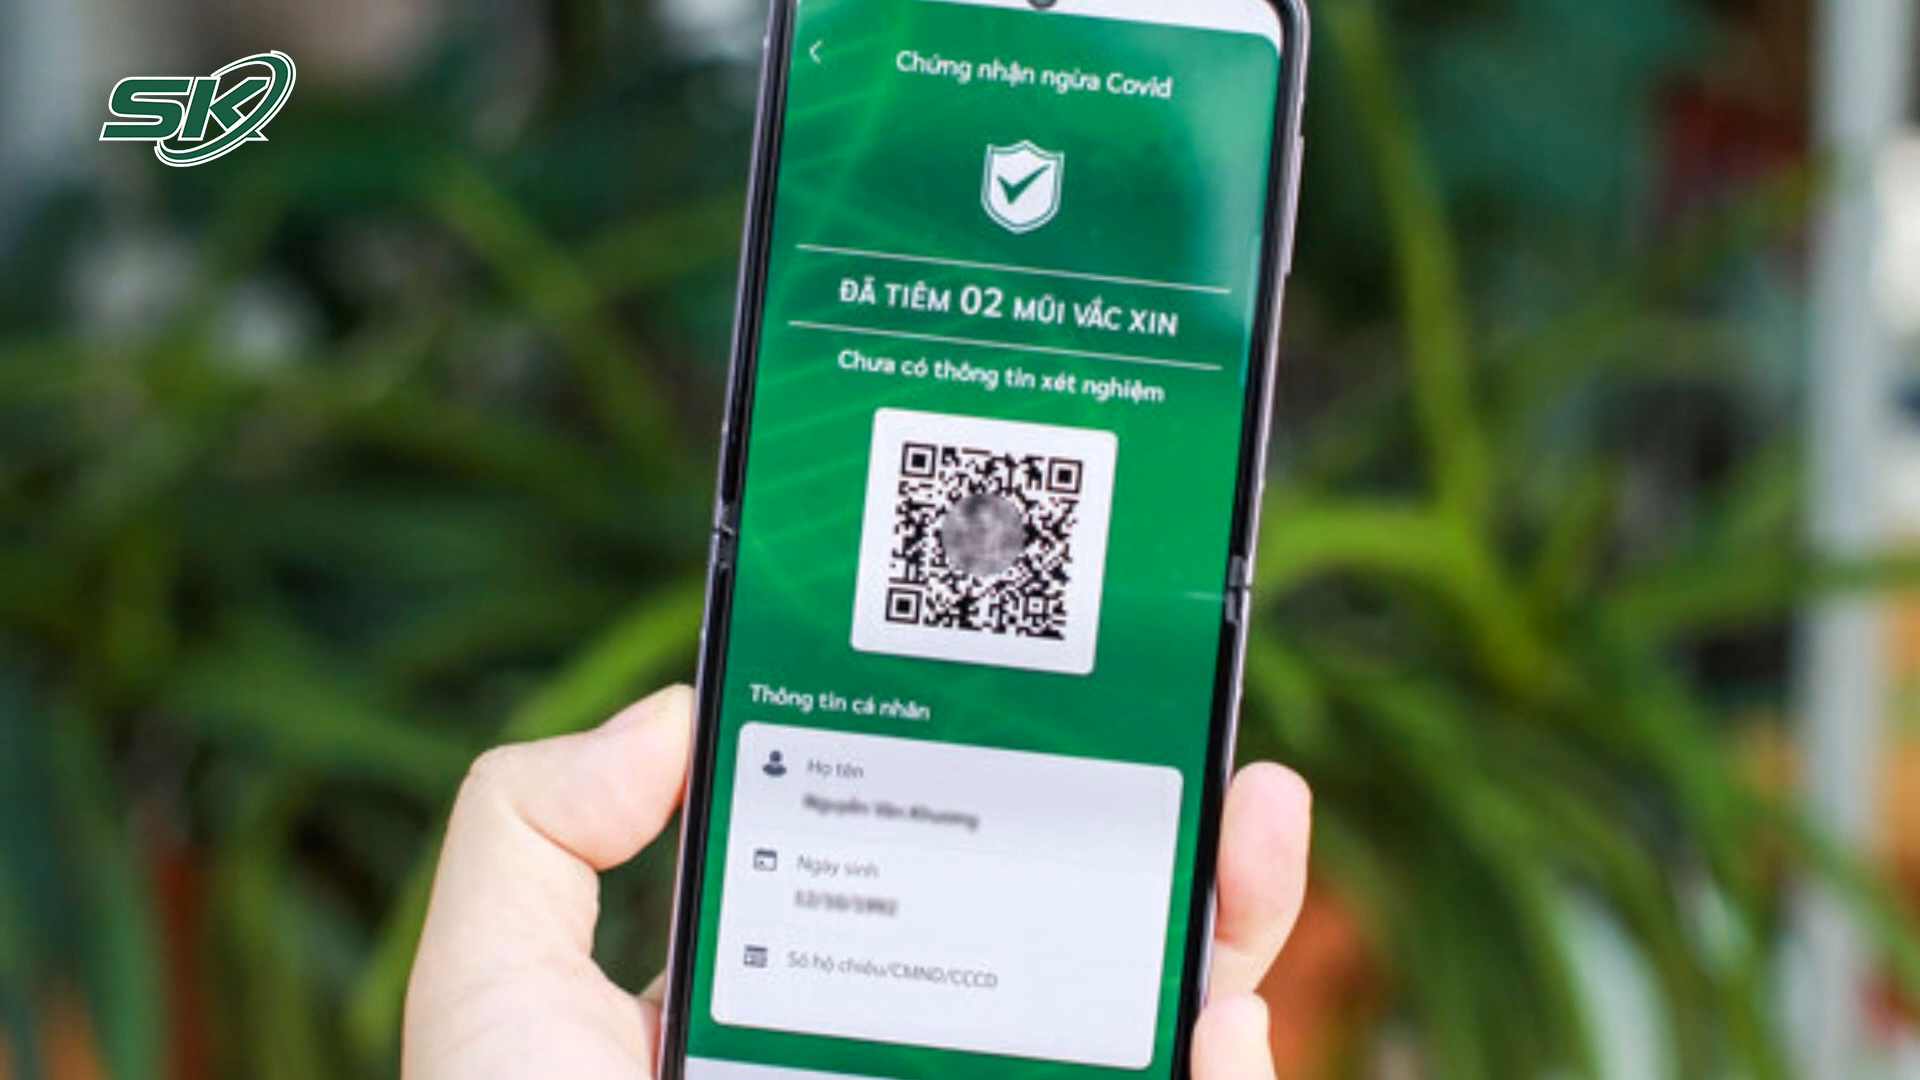 SK
Chứng nhận ngừa Covid
ĐÃ TIÊM 02 MŨI VẮC XIN
Chưa có thông tin xét nghiệm
Thông tin cá nhân
Họ tên
Ngày sinh
Số hộ chiếu/CMND/CCCD